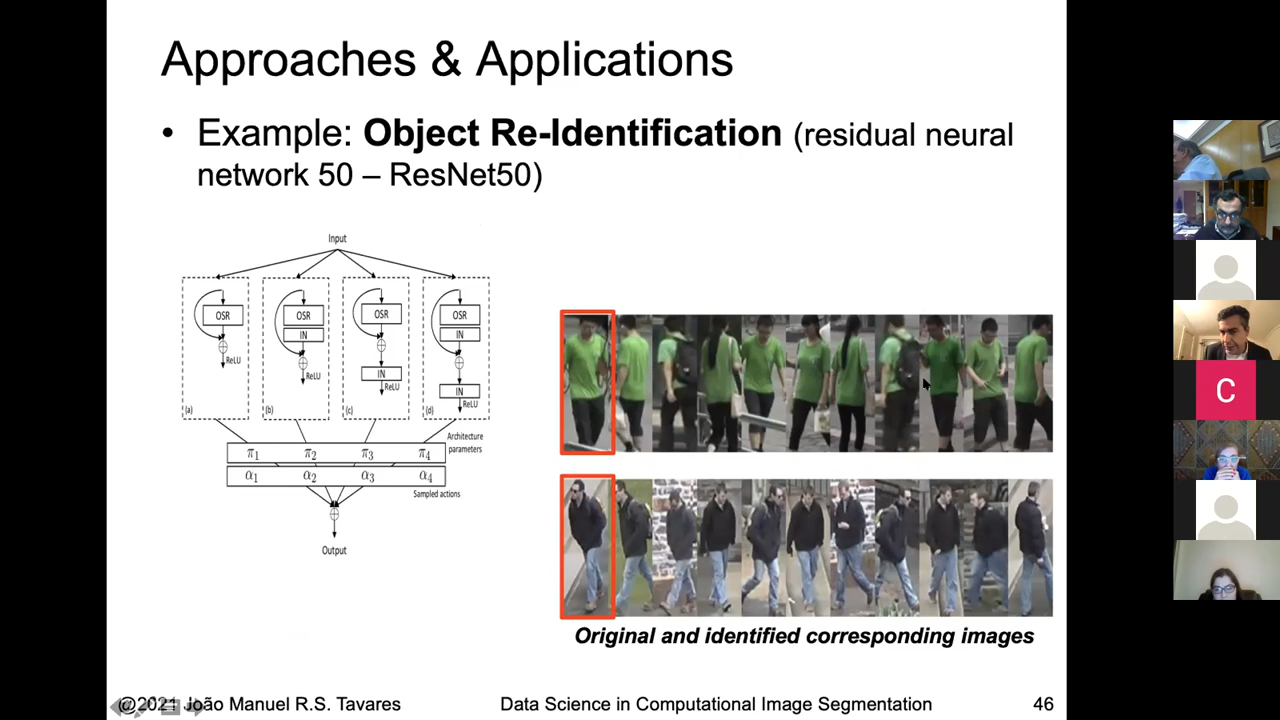 Approaches & Applications
• Example: Object Re-Identification (residual neural
network 50 – ResNet50)
Input
OSR
ReLU
(a)
OSR
IN
ReLU
(b)
OSR
IN
ReLU
(c)
OSR
IN
IN
ReLU
(d)
Architecture
parameters
π1 π2 π3 π4
α1 α2 α3 α4
Sampled actions
Output
Original and identified corresponding images
C
©2021 João Manuel R.S. Tavares
Data Science in Computational Image Segmentation
46